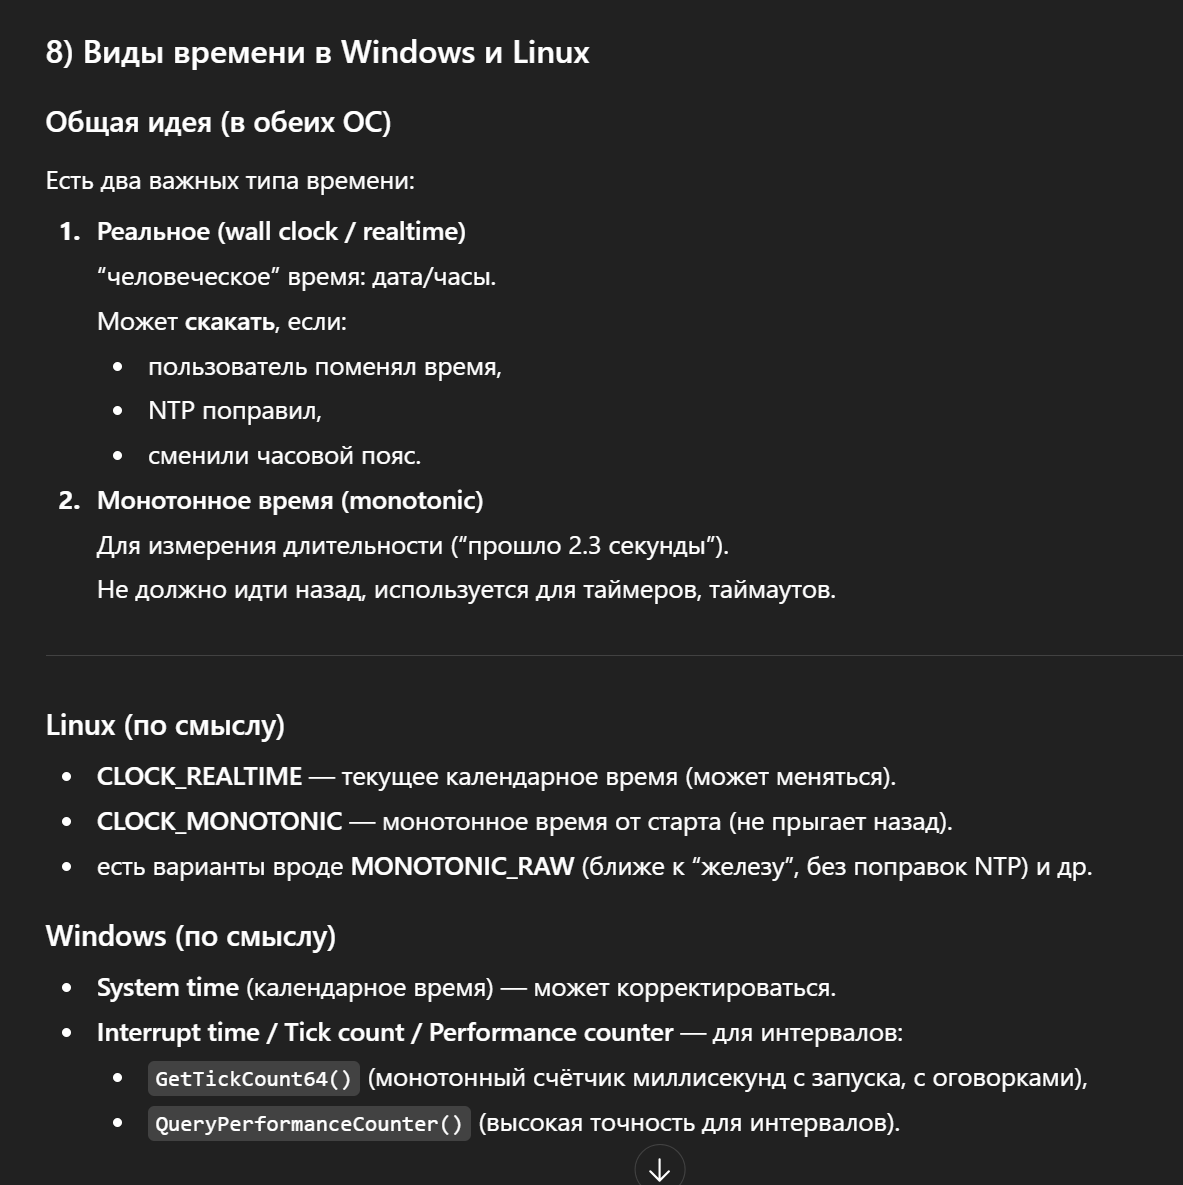 8) Виды времени в Windows и Linux
Общая идея (в обеих ОС)
Есть два важных типа времени:
1. Реальное (wall clock / realtime)
“человеческое” время: дата/часы.
Может скакать, если:
• пользователь поменял время,
• NTP поправил,
• сменили часовой пояс.
2. Монотонное время (monotonic)
Для измерения длительности (“прошло 2.3 секунды”).
Не должно идти назад, используется для таймеров, таймаутов.
Linux (по смыслу)
• CLOCK_REALTIME — текущее календарное время (может меняться).
• CLOCK_MONOTONIC — монотонное время от старта (не прыгает назад).
• есть варианты вроде MONOTONIC_RAW (ближе к “железу”, без поправок NTP) и др.
Windows (по смыслу)
• System time (календарное время) — может корректироваться.
• Interrupt time / Tick count / Performance counter — для интервалов:
• GetTickCount64() (монотонный счётчик миллисекунд с запуска, с оговорками),
• QueryPerformanceCounter() (высокая точность для интервалов).